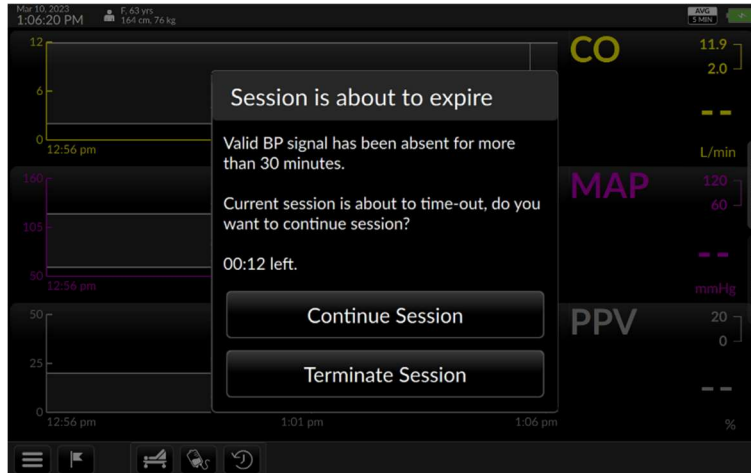 Mar 10, 2023
1:06:20 PM
F, 63 yrs
164 cm, 76 kg
AVG
5 MIN
12
6
0
12:56 pm
CO
11.9
2.0
--
L/min
Session is about to expire
Valid BP signal has been absent for more
than 30 minutes.
Current session is about to time-out, do you
want to continue session?
00:12 left.
Continue Session
Terminate Session
160
105
50
12:56 pm
MAP
120
60
--
mmHg
50
25
0
12:56 pm
1:01 pm
1:06 pm
PPV
20
0
--
%